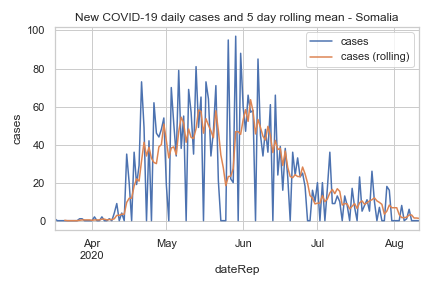 New COVID-19 daily cases and 5 day rolling mean - Somalia
100
80
60
40
20
0
cases
cases
cases (rolling)
Apr
2020
May
Jun
Jul
Aug
dateRep